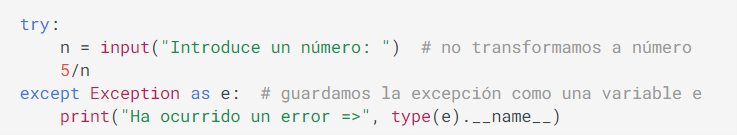 try:
    n = input("Introduce un número: ")  # no transformamos a número
    5/n
except Exception as e:  # guardamos la excepción como una variable e
    print("Ha ocurrido un error =>", type(e).__name__)